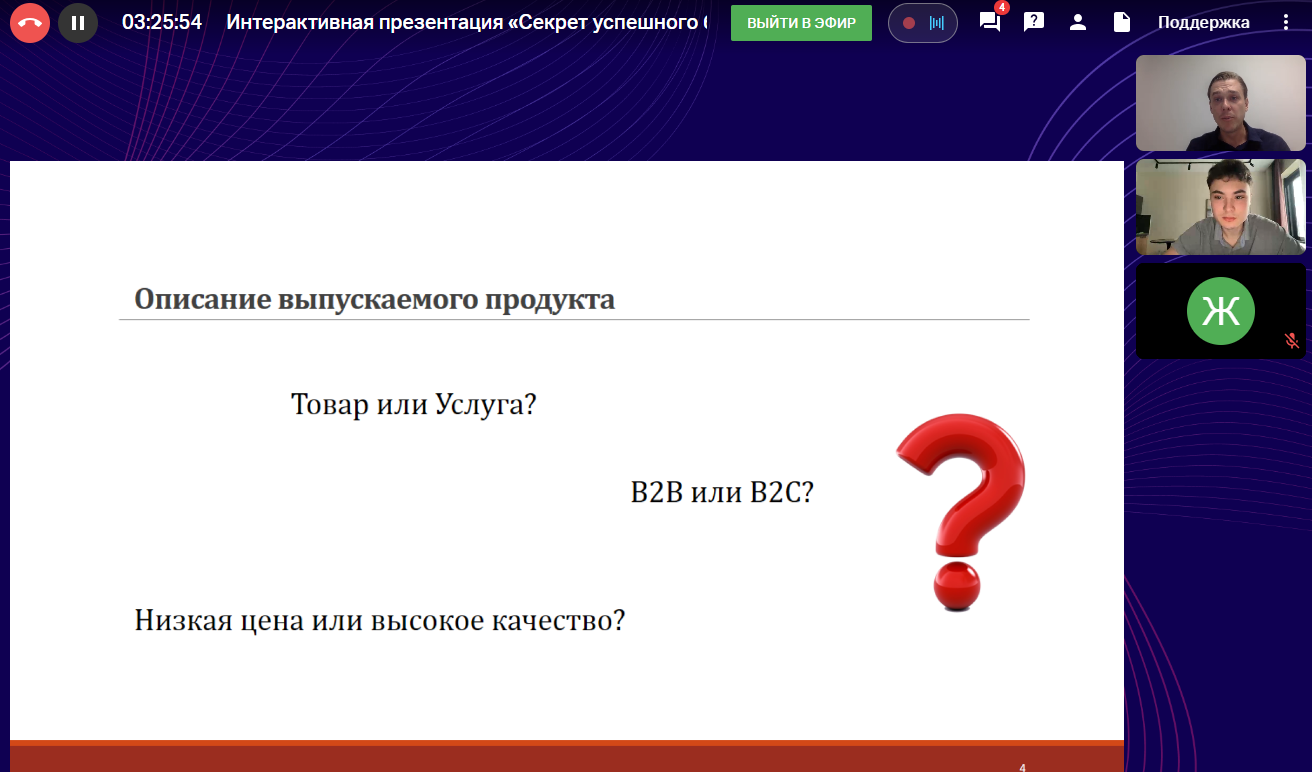 03:25:54 Интерактивная презентация «Секрет успешного ВЫЙТИ В ЭФИР 4 Поддержка
Ж
Описание выпускаемого продукта
Товар или Услуга?
B2B или B2C?
Низкая цена или высокое качество?
4